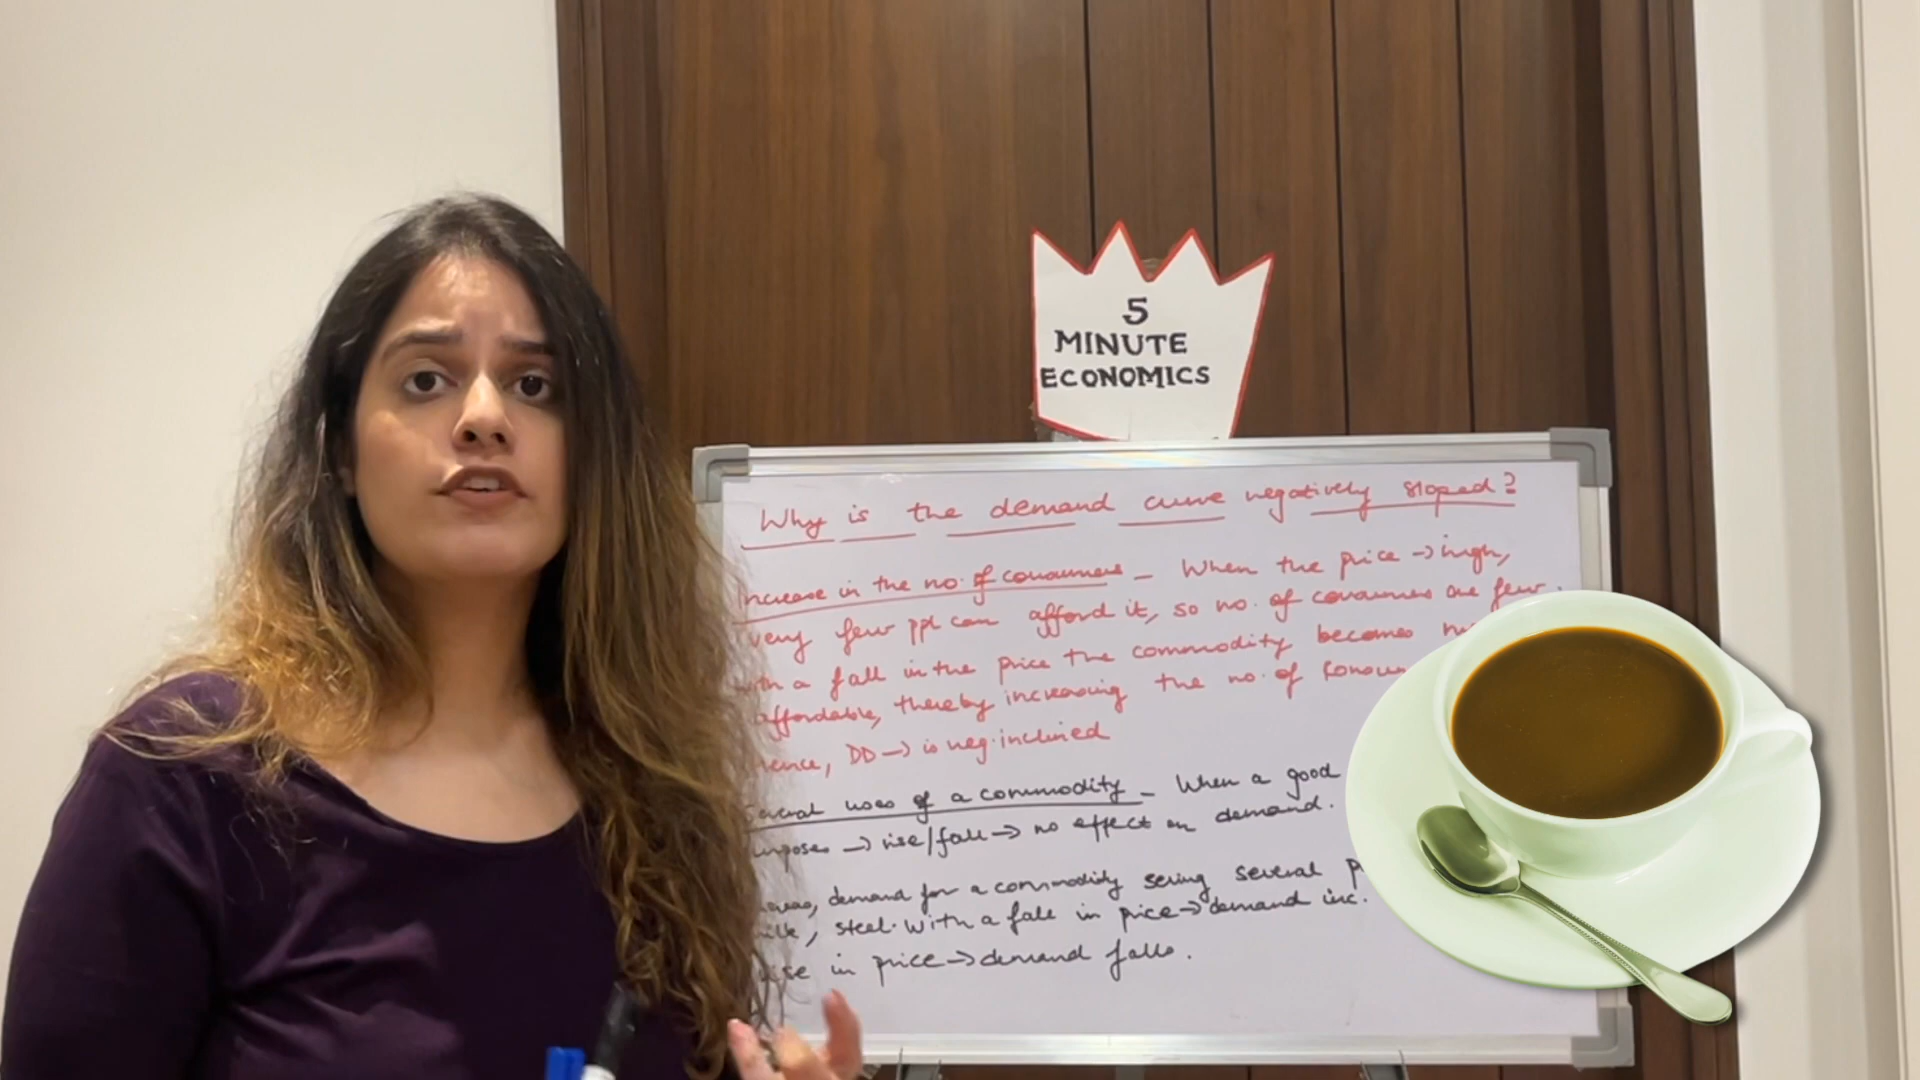 5
MINUTE
ECONOMICS
Why is the demand curve negatively sloped?
Increase in the no. of consumers - When the price → high,
very few ppl can afford it, so no. of consumers are few.
a fall in the price the commodity becomes
affordable, thereby increasing the no. of
hence, DD → is neg. inclined
Several uses of a commodity - When a good
→ rise/fall → no effect on demand.
demand for a commodity serving several
steel. With a fall in price → demand inc.
in price → demand falls.